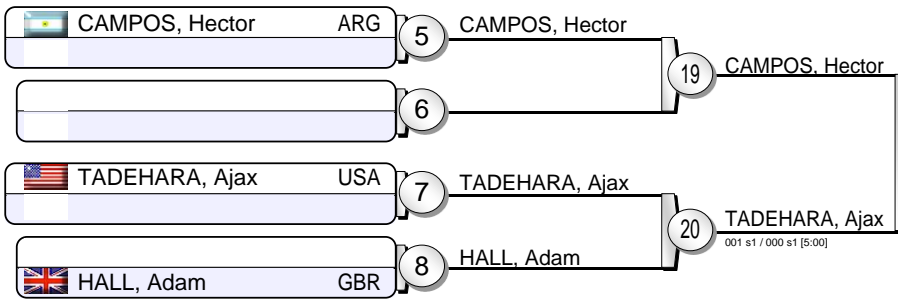 CAMPOS, Hector ARG
5
CAMPOS, Hector
19
CAMPOS, Hector
6
TADEHARA, Ajax USA
7
TADEHARA, Ajax
20
TADEHARA, Ajax
001 s1 / 000 s1 [5:00]
HALL, Adam GBR
8
HALL, Adam